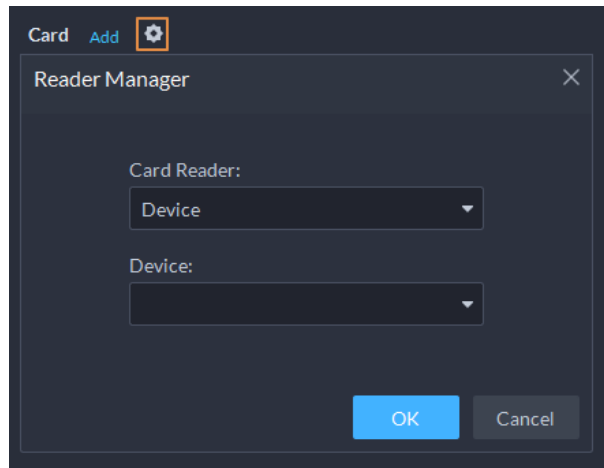 Card Add
Reader Manager
Card Reader:
Device
Device:
OK Cancel